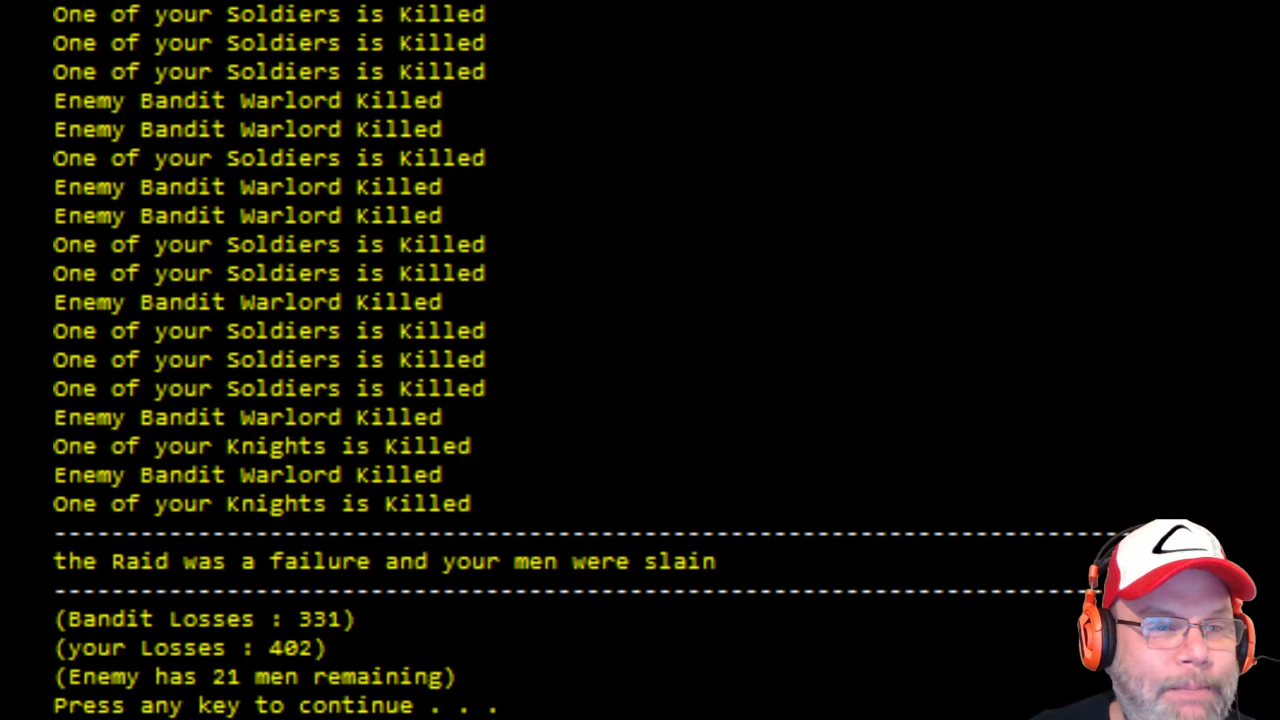 One of your Soldiers is Killed
One of your Soldiers is Killed
One of your Soldiers is Killed
Enemy Bandit Warlord Killed
Enemy Bandit Warlord Killed
One of your Soldiers is Killed
Enemy Bandit Warlord Killed
Enemy Bandit Warlord Killed
One of your Soldiers is Killed
One of your Soldiers is Killed
Enemy Bandit Warlord Killed
One of your Soldiers is Killed
One of your Soldiers is Killed
One of your Soldiers is Killed
Enemy Bandit Warlord Killed
One of your Knights is Killed
Enemy Bandit Warlord Killed
One of your Knights is Killed
--------------------------------------------------------------------------
the Raid was a failure and your men were slain
--------------------------------------------------------------------------
(Bandit Losses : 331)
(your Losses : 402)
(Enemy has 21 men remaining)
Press any key to continue . . .